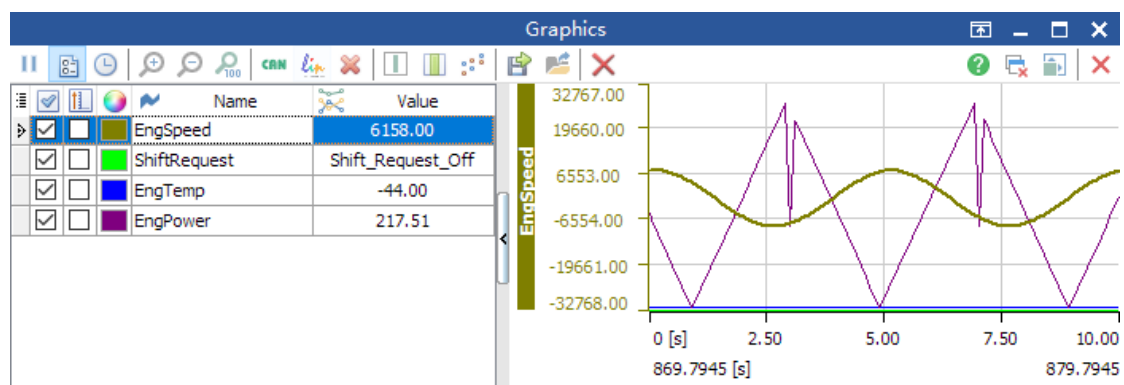 Graphics
100 CAN lin
Name Value
EngSpeed 6158.00
ShiftRequest Shift_Request_Off
EngTemp -44.00
EngPower 217.51
EngSpeed
32767.00
19660.00
6553.00
-6554.00
-19661.00
-32768.00
0 [s] 2.50 5.00 7.50 10.00
869.7945 [s] 879.7945